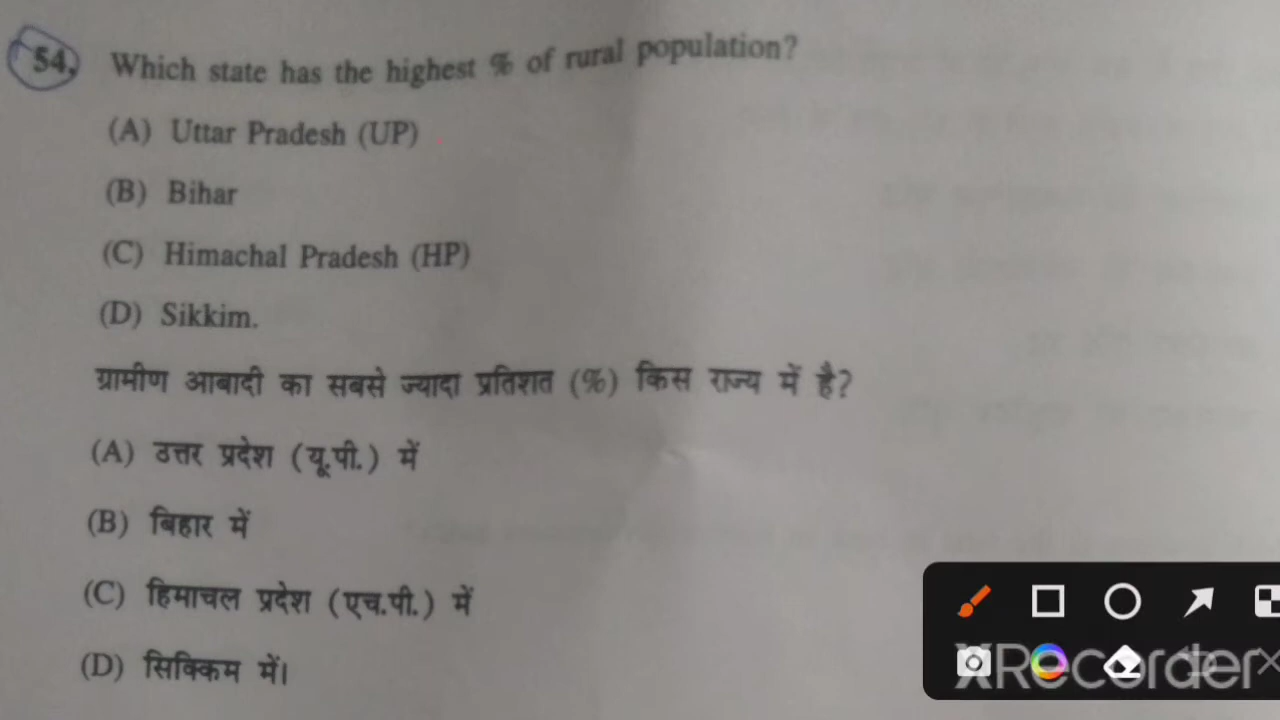 54. Which state has the highest % of rural population?
(A) Uttar Pradesh (UP)
(B) Bihar
(C) Himachal Pradesh (HP)
(D) Sikkim.
ग्रामीण आबादी का सबसे ज्यादा प्रतिशत (%) किस राज्य में है?
(A) उत्तर प्रदेश (यू.पी.) में
(B) बिहार में
(C) हिमाचल प्रदेश (एच.पी.) में
(D) सिक्किम में।
XRecorder